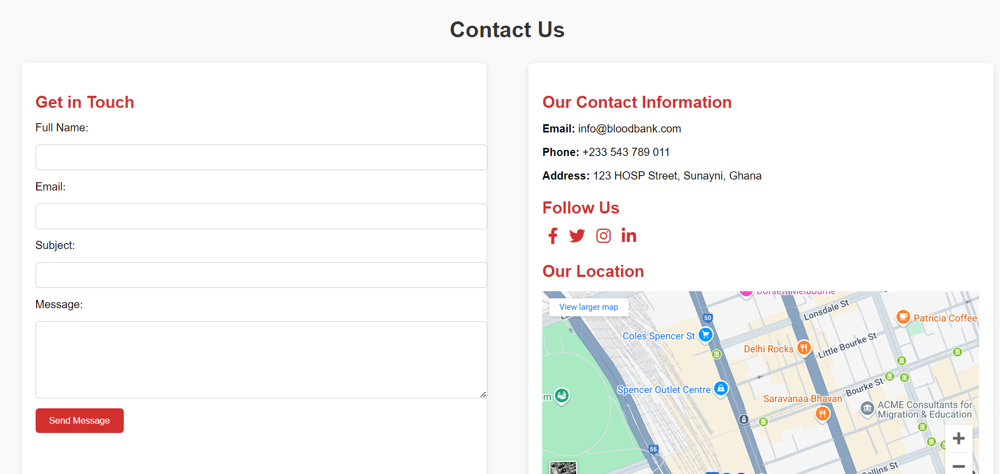 Contact Us
Get in Touch
Full Name:
Email:
Subject:
Message:
Send Message
Our Contact Information
Email: info@bloodbank.com
Phone: +233 543 789 011
Address: 123 HOSP Street, Sunayni, Ghana
Follow Us
Our Location
View larger map
Dorsett Melbourne
Lonsdale St
50
Patricia Coffee
Coles Spencer St
Delhi Rocks
Little Bourke St
Spencer Outlet Centre
Bourke St
m
Saravanaa Bhavan
ACME Consultants for
Migration & Education
55
Collins St